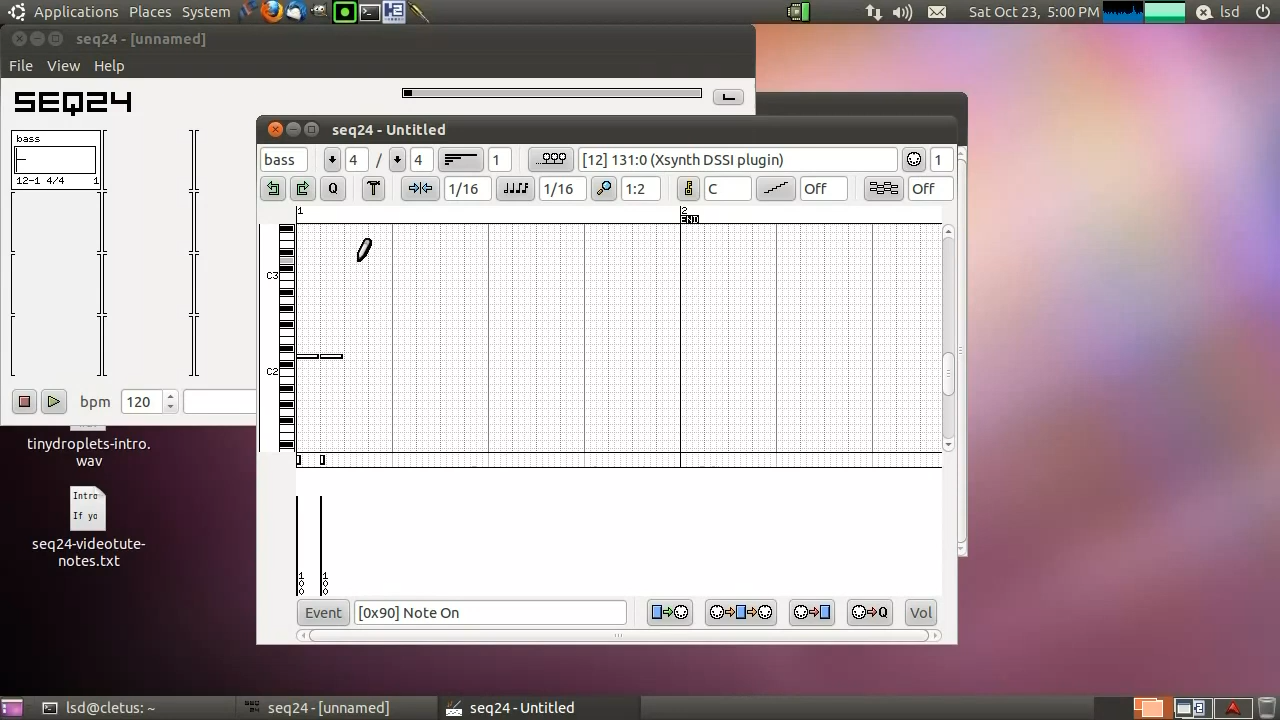 Applications Places System
Sat Oct 23, 5:00 PM
lsd
seq24 - [unnamed]
File View Help
SEQ24
bass
12-1 4/4 1
bpm 120
seq24 - Untitled
bass 4 / 4 1 [12] 131:0 (Xsynth DSSI plugin) 1
Q T 1/16 1/16 1:2 C Off Off
1 2
END
C3
C2
100 100
Event [0x90] Note On Q Vol
tinydroplets-intro.
wav
Intro
If yo
seq24-videotute-
notes.txt
lsd@cletus: ~ seq24 - [unnamed] seq24 - Untitled